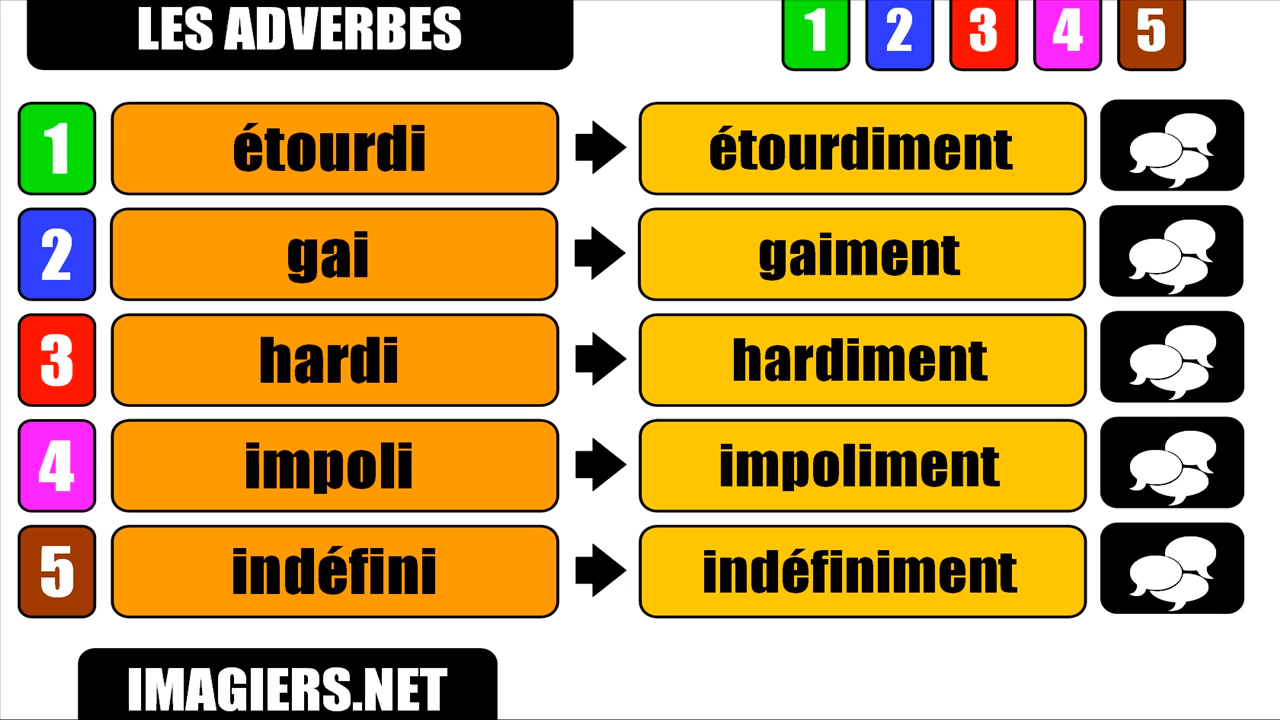 LES ADVERBES
1 2 3 4 5
1 étourdi étourdiment
2 gai gaiment
3 hardi hardiment
4 impoli impoliment
5 indéfini indéfiniment
IMAGIERS.NET